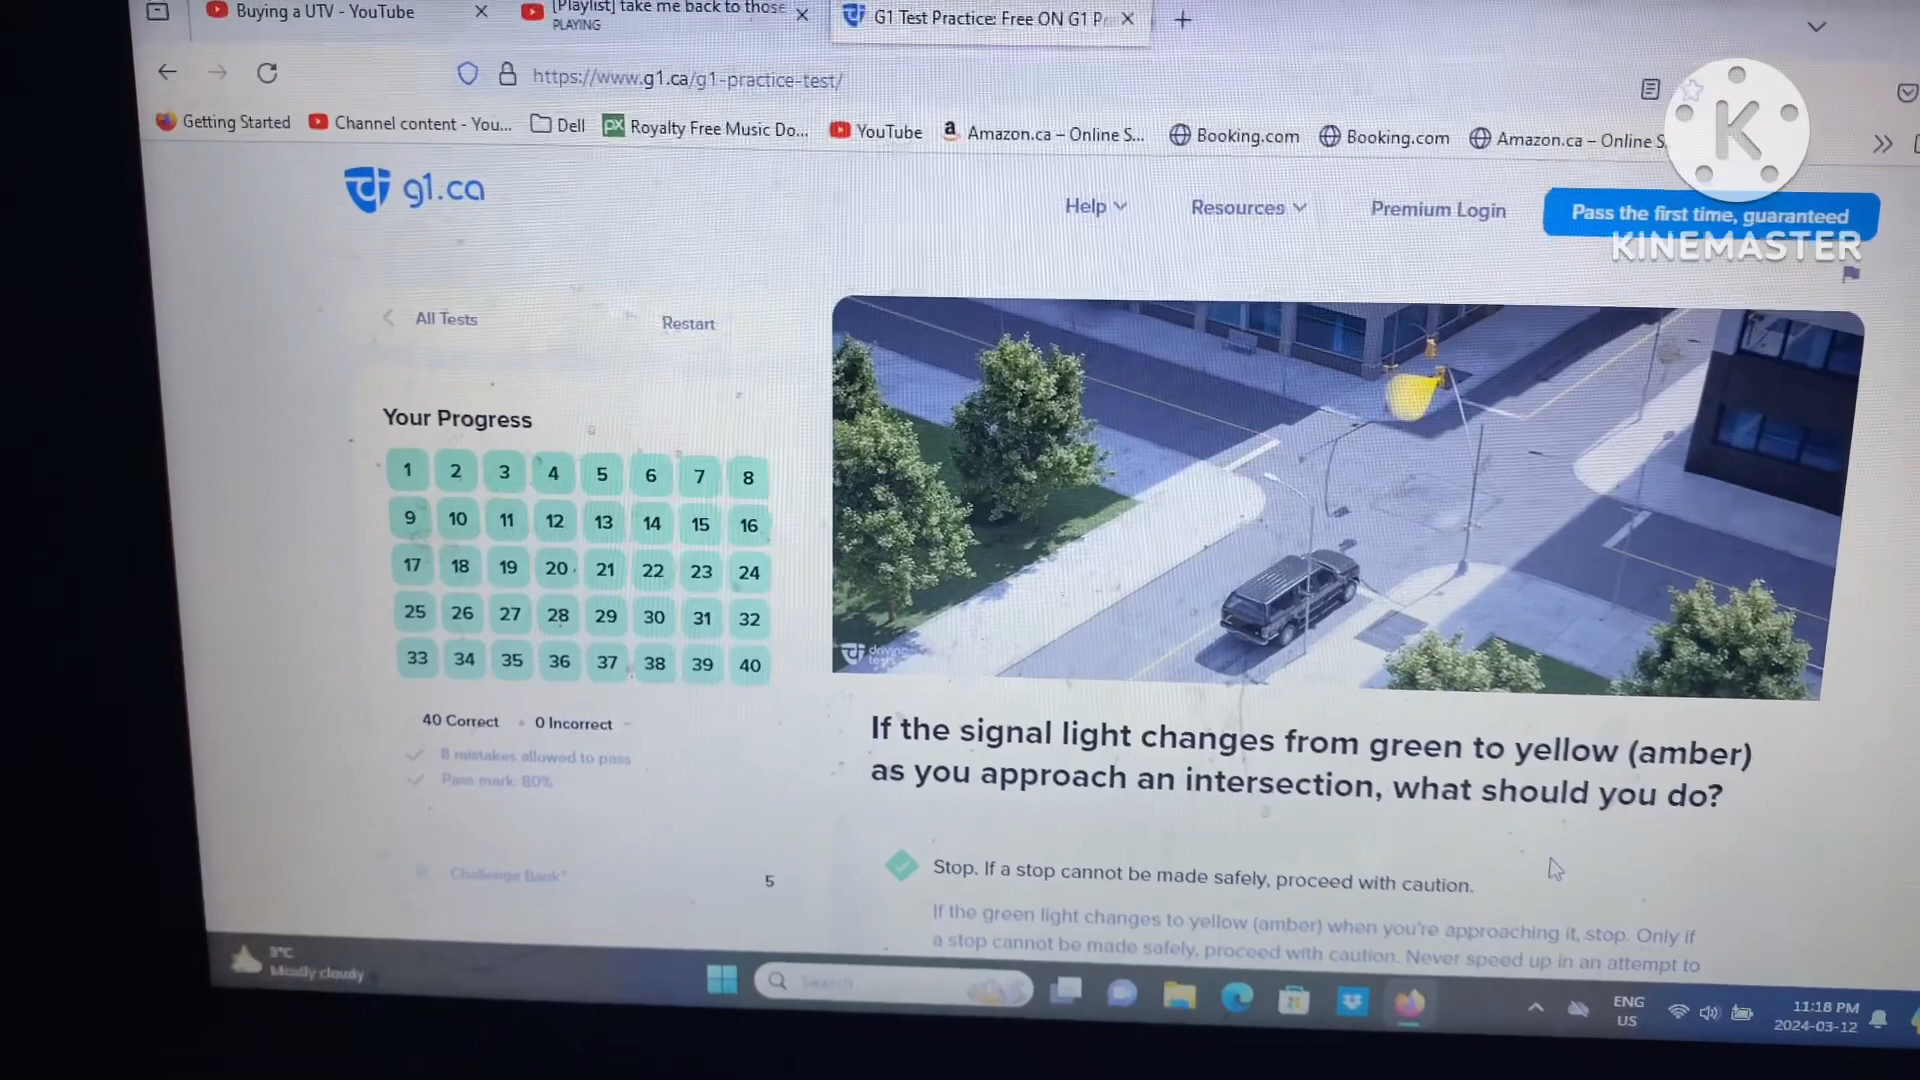 Buying a UTV - YouTube
[Playlist] take me back to those
PLAYING
G1 Test Practice: Free ON G1 Pr
https://www.g1.ca/g1-practice-test/
Getting Started
Channel content - You...
Dell
px
Royalty Free Music Do...
YouTube
a
Amazon.ca – Online S...
Booking.com
Booking.com
Amazon.ca – Online S
K
KINEMASTER
g1.ca
Help
Resources
Premium Login
Pass the first time, guaranteed
All Tests
Restart
Your Progress
1 2 3 4 5 6 7 8
9 10 11 12 13 14 15 16
17 18 19 20 21 22 23 24
25 26 27 28 29 30 31 32
33 34 35 36 37 38 39 40
40 Correct
0 Incorrect
8 mistakes allowed to pass
Pass mark: 80%
Challenge Bank™
5
driving
tests
If the signal light changes from green to yellow (amber)
as you approach an intersection, what should you do?
Stop. If a stop cannot be made safely, proceed with caution.
If the green light changes to yellow (amber) when you're approaching it, stop. Only if
a stop cannot be made safely, proceed with caution. Never speed up in an attempt to
Mostly cloudy
Search
ENG
US
11:18 PM
2024-03-12